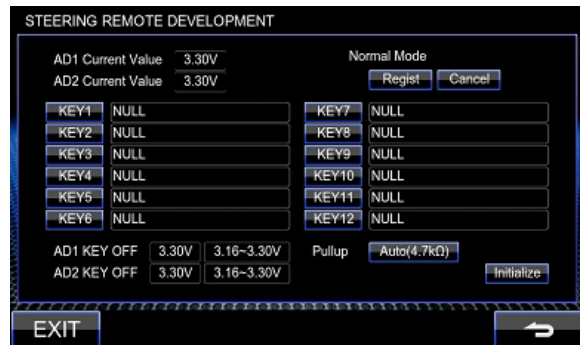 STEERING REMOTE DEVELOPMENT
AD1 Current Value 3.30V Normal Mode
AD2 Current Value 3.30V Regist Cancel
KEY1 NULL KEY7 NULL
KEY2 NULL KEY8 NULL
KEY3 NULL KEY9 NULL
KEY4 NULL KEY10 NULL
KEY5 NULL KEY11 NULL
KEY6 NULL KEY12 NULL
AD1 KEY OFF 3.30V 3.16~3.30V Pullup Auto(4.7kΩ)
AD2 KEY OFF 3.30V 3.16~3.30V Initialize
EXIT